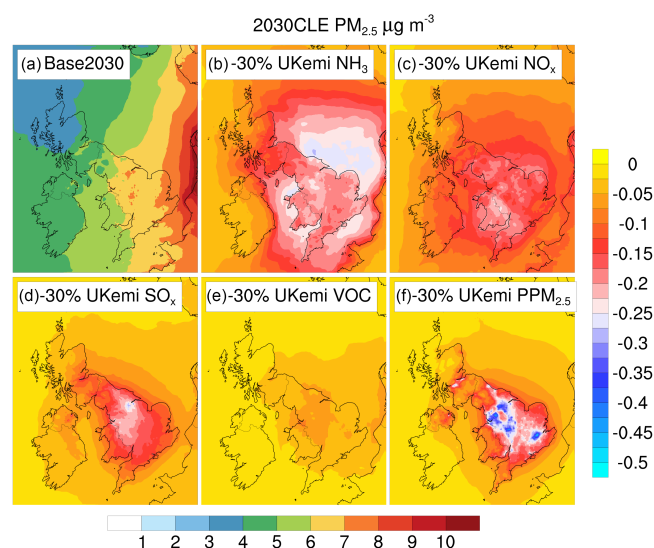 2030CLE PM₂.₅ µg m⁻³
(a) Base2030
(b) -30% UKemi NH₃
(c) -30% UKemi NOₓ
0
-0.05
-0.1
-0.15
-0.2
-0.25
-0.3
-0.35
-0.4
-0.45
-0.5
(d) -30% UKemi SOₓ
(e) -30% UKemi VOC
(f) -30% UKemi PPM₂.₅
1 2 3 4 5 6 7 8 9 10